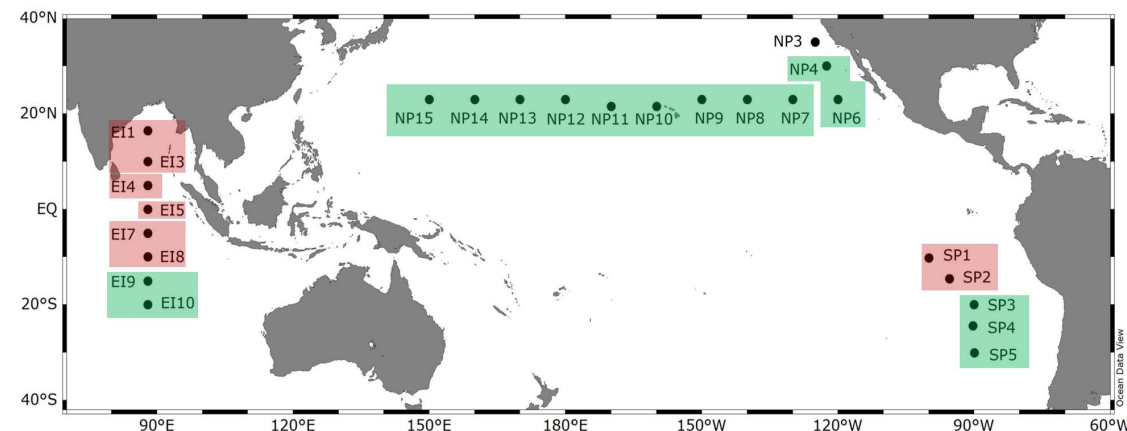 40°N
NP3
NP4
20°N
NP15 NP14 NP13 NP12 NP11 NP10 NP9 NP8 NP7 NP6
EI1
EI3
EI4
EQ
EI5
EI7
EI8
SP1
SP2
EI9
EI10
20°S
SP3
SP4
SP5
40°S
90°E 120°E 150°E 180°E 150°W 120°W 90°W 60°W
Ocean Data View